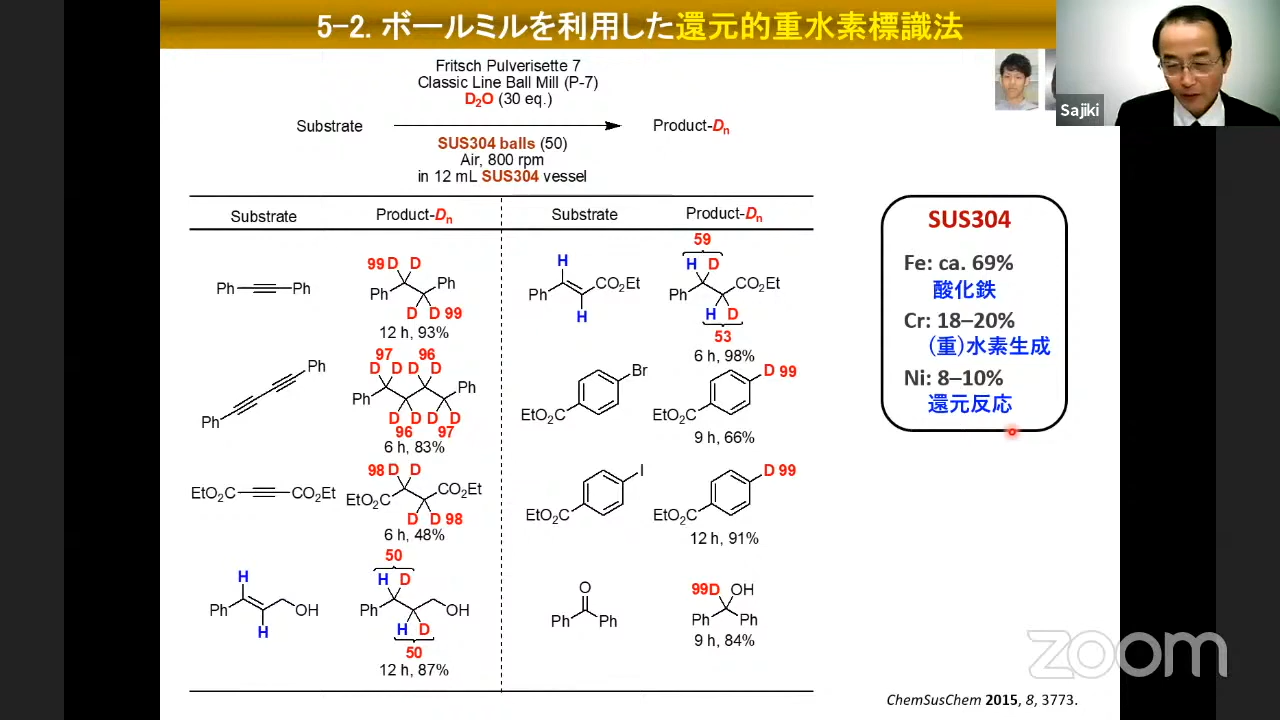 5−2. ボールミルを利用した還元的重水素標識法
Fritsch Pulverisette 7
Classic Line Ball Mill (P-7)
D2O (30 eq.)
Substrate
Product-Dn
SUS304 balls (50)
Air, 800 rpm
in 12 mL SUS304 vessel
Sajiki
Substrate Product-Dn Substrate Product-Dn
Ph Ph
99 D D
Ph Ph
D D 99
12 h, 93%
H
Ph CO2Et
H
59
H D
Ph CO2Et
H D
53
6 h, 98%
Ph
Ph
97 96
D D D D
Ph Ph
D D D D
96 97
6 h, 83%
Br
EtO2C
D 99
EtO2C
9 h, 66%
EtO2C CO2Et
98 D D
EtO2C CO2Et
D D 98
6 h, 48%
I
EtO2C
D 99
EtO2C
12 h, 91%
H
Ph OH
H
50
H D
Ph OH
H D
50
12 h, 87%
O
Ph Ph
99D OH
Ph Ph
9 h, 84%
SUS304
Fe: ca. 69%
酸化鉄
Cr: 18–20%
(重)水素生成
Ni: 8–10%
還元反応
zoom
ChemSusChem 2015, 8, 3773.